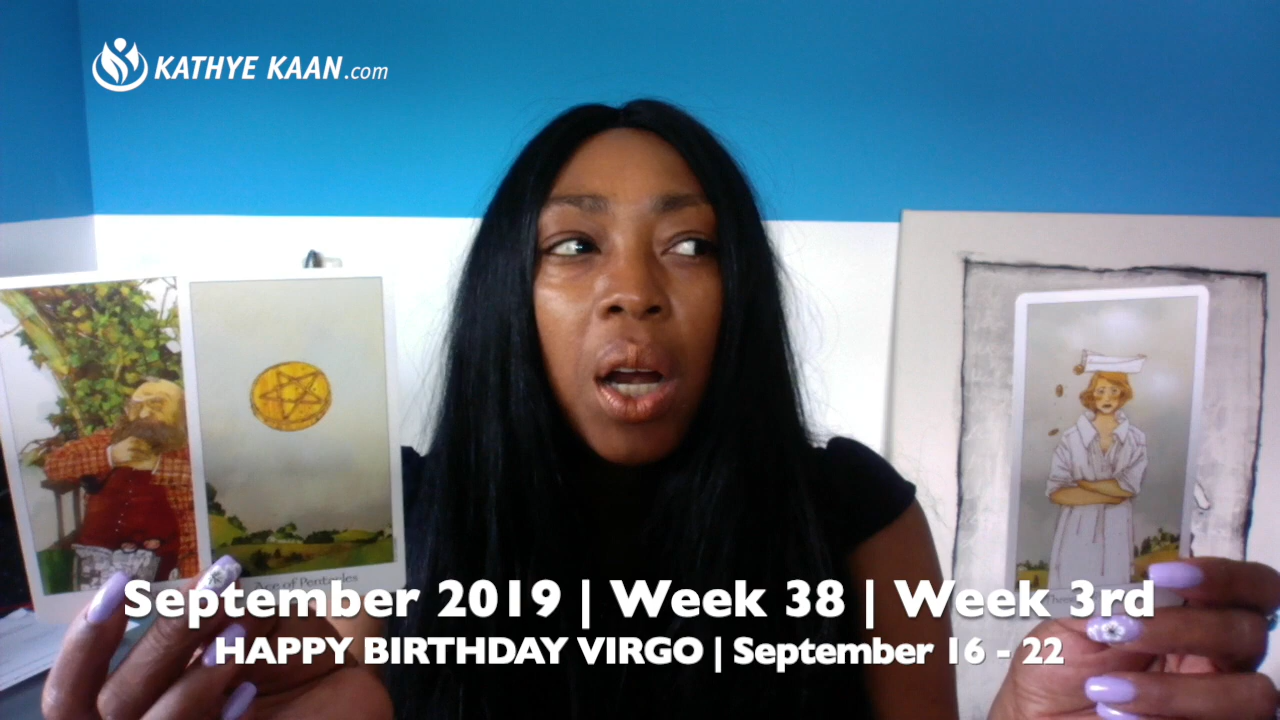 KATHYE KAAN.com
Ace of Pentacles
September 2019 | Week 38 | Week 3rd
HAPPY BIRTHDAY VIRGO | September 16 - 22